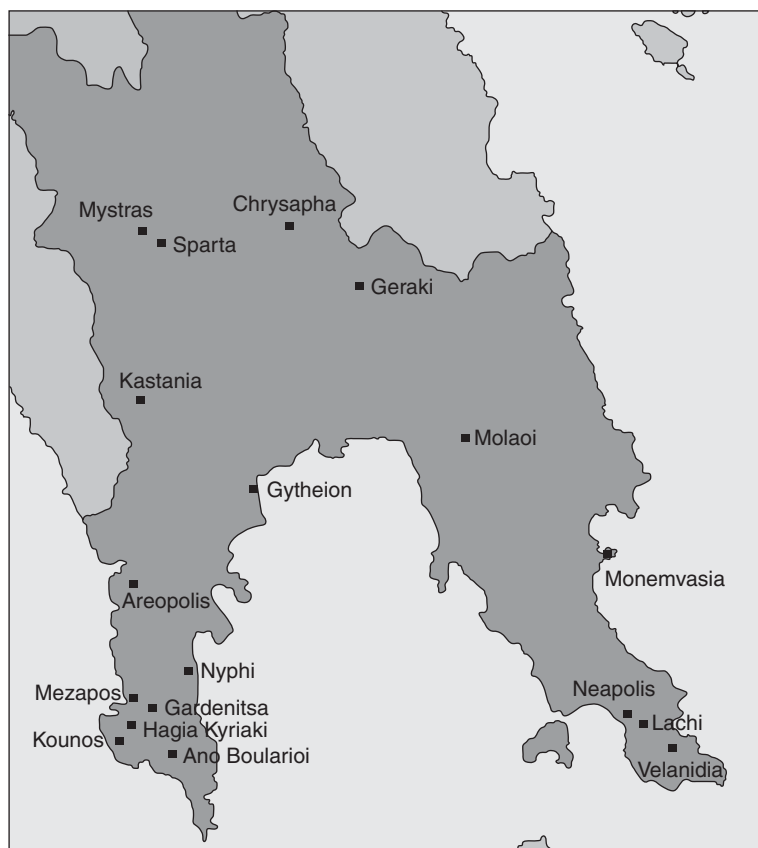 Chrysapha
Mystras
Sparta
Geraki
Kastania
Molaoi
Gytheion
Monemvasia
Areopolis
Nyphi
Mezapos
Neapolis
Gardenitsa
Lachi
Hagia Kyriaki
Kounos
Ano Boularioi
Velanidia